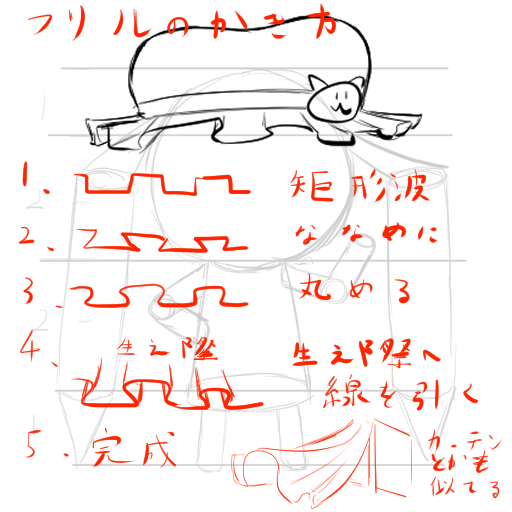 フリルのかき方
1、 矩形波
2、 ななめに
3、 丸める
4、 生え際 生え際へ
線を引く
5、完成
カーテン
とかも
似てる